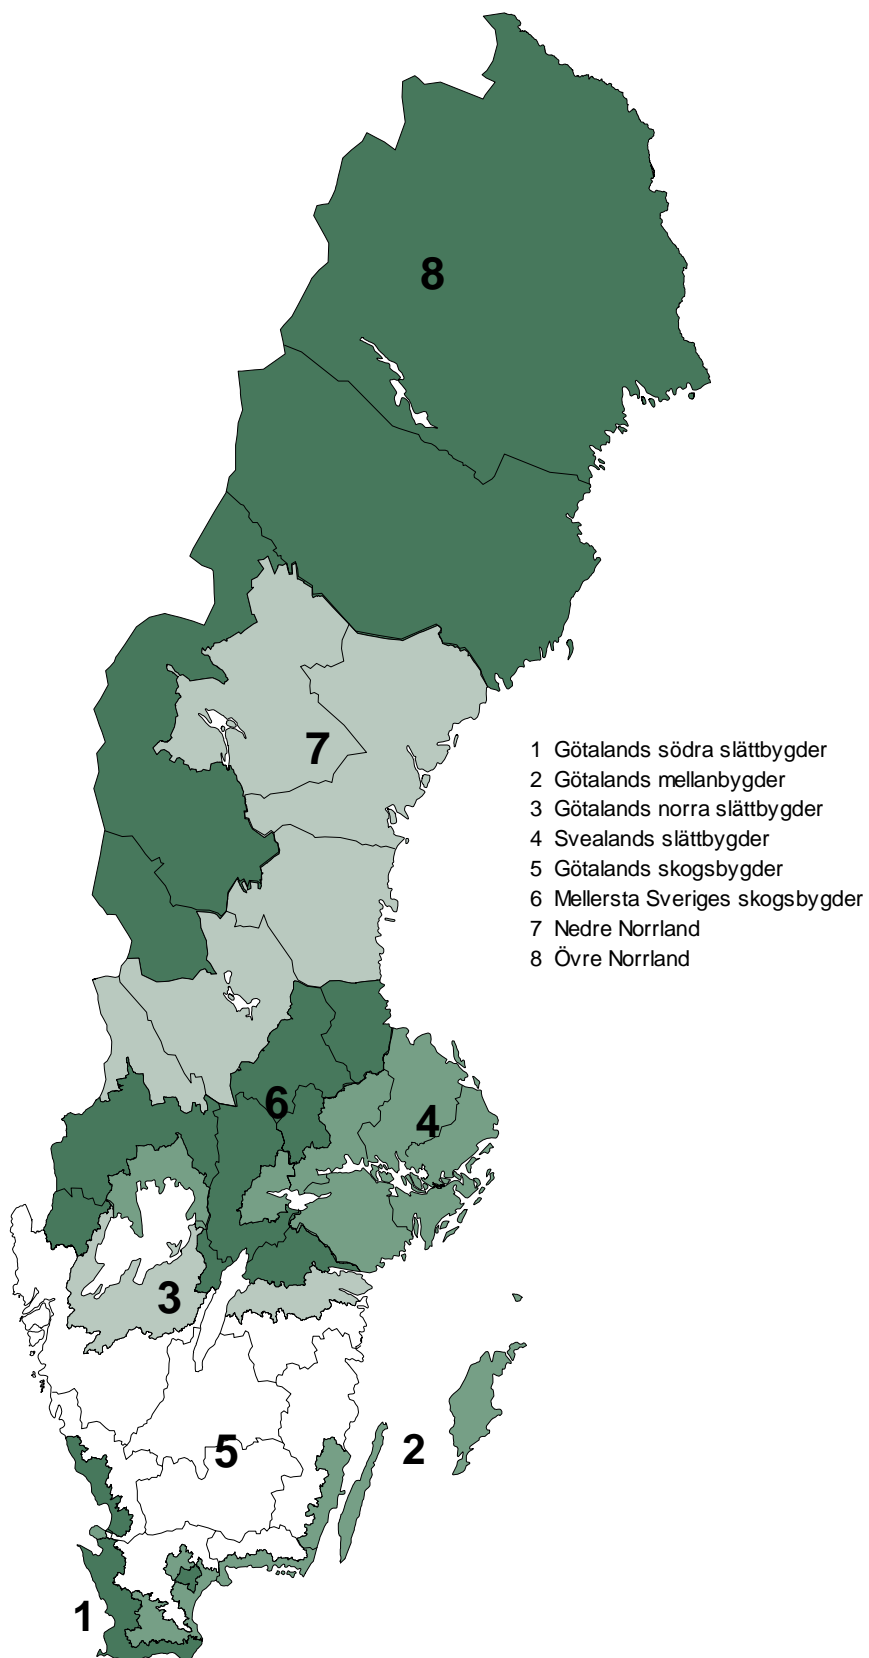 8
7
1 Götalands södra slättbygder
2 Götalands mellanbygder
3 Götalands norra slättbygder
4 Svealands slättbygder
5 Götalands skogsbygder
6 Mellersta Sveriges skogsbygder
7 Nedre Norrland
8 Övre Norrland
6
4
3
5
2
1